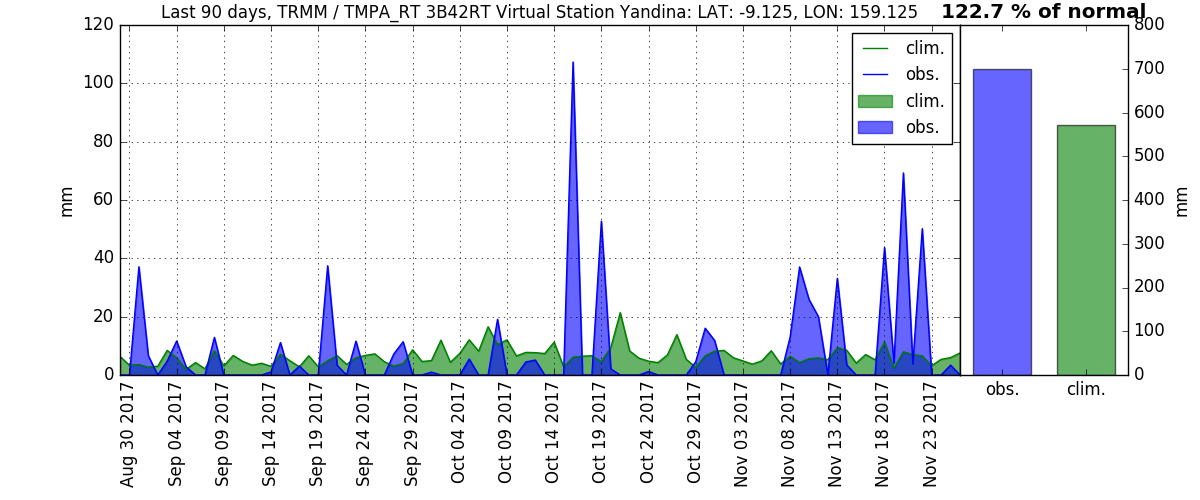 Last 90 days, TRMM / TMPA_RT 3B42RT Virtual Station Yandina: LAT: -9.125, LON: 159.125
122.7 % of normal
clim.
obs.
clim.
obs.
120
100
80
60
40
20
0
mm
800
700
600
500
400
300
200
100
0
mm
Aug 30 2017
Sep 04 2017
Sep 09 2017
Sep 14 2017
Sep 19 2017
Sep 24 2017
Sep 29 2017
Oct 04 2017
Oct 09 2017
Oct 14 2017
Oct 19 2017
Oct 24 2017
Oct 29 2017
Nov 03 2017
Nov 08 2017
Nov 13 2017
Nov 18 2017
Nov 23 2017
obs.
clim.